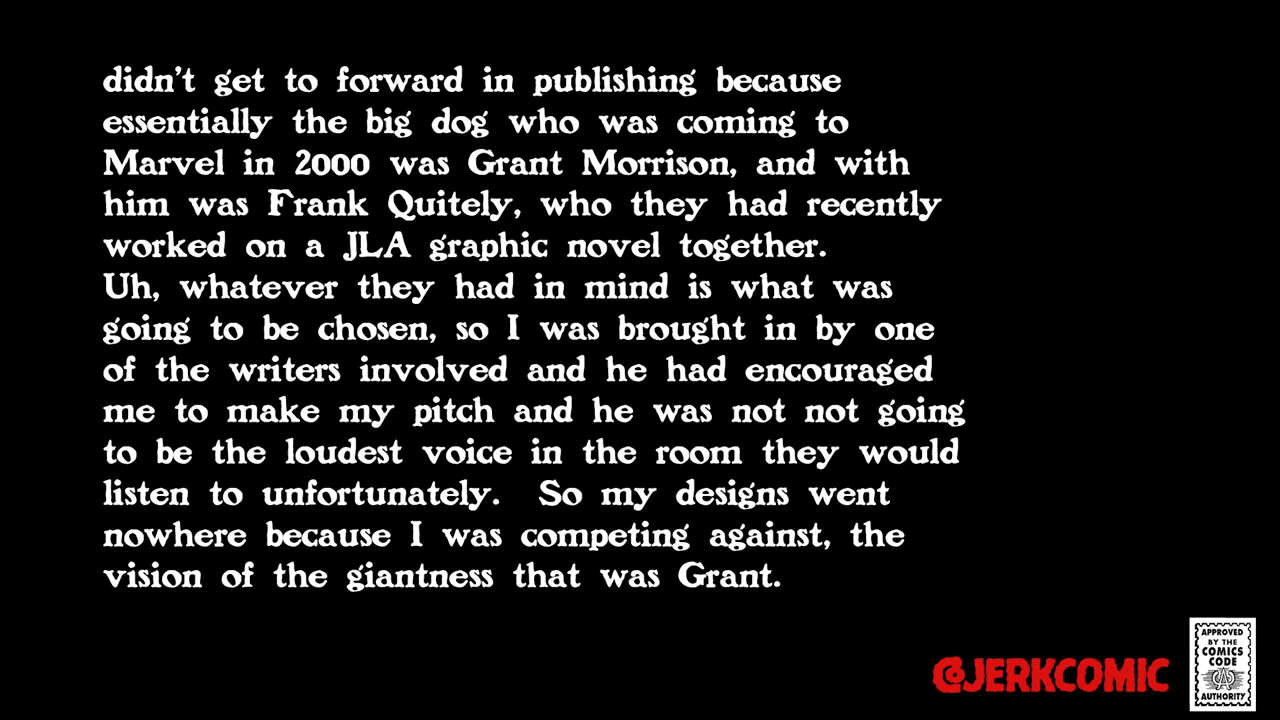 didn't get to forward in publishing because
essentially the big dog who was coming to
Marvel in 2000 was Grant Morrison, and with
him was Frank Quitely, who they had recently
worked on a JLA graphic novel together.
Uh, whatever they had in mind is what was
going to be chosen, so I was brought in by one
of the writers involved and he had encouraged
me to make my pitch and he was not not going
to be the loudest voice in the room they would
listen to unfortunately.  So my designs went
nowhere because I was competing against, the
vision of the giantness that was Grant.
@JERKCOMIC
APPROVED
BY THE
COMICS
CODE
CA
AUTHORITY